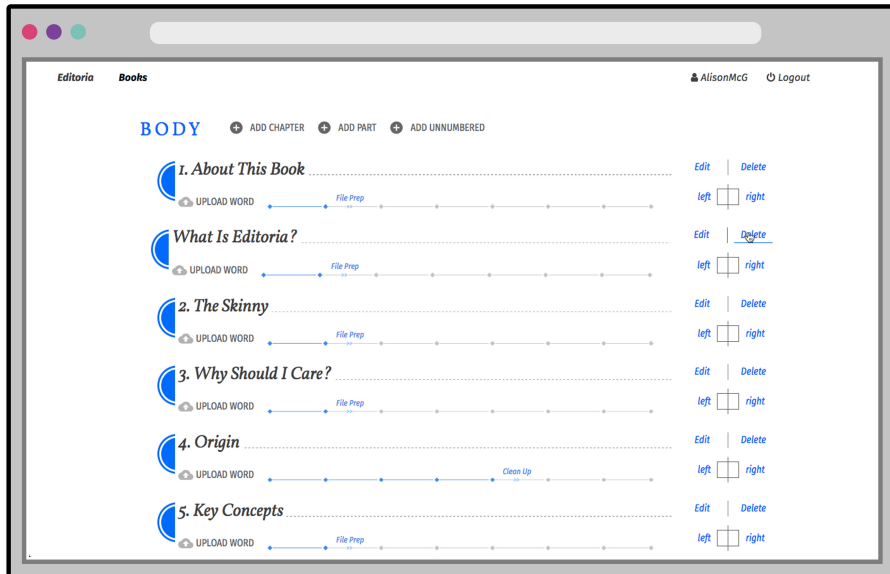 Editoria Books AlisonMcG Logout
BODY ADD CHAPTER ADD PART ADD UNNUMBERED
1. About This Book Edit Delete
UPLOAD WORD File Prep left right
What Is Editoria? Edit Delete
UPLOAD WORD File Prep left right
2. The Skinny Edit Delete
UPLOAD WORD File Prep left right
3. Why Should I Care? Edit Delete
UPLOAD WORD File Prep left right
4. Origin Edit Delete
UPLOAD WORD Clean Up left right
5. Key Concepts Edit Delete
UPLOAD WORD File Prep left right